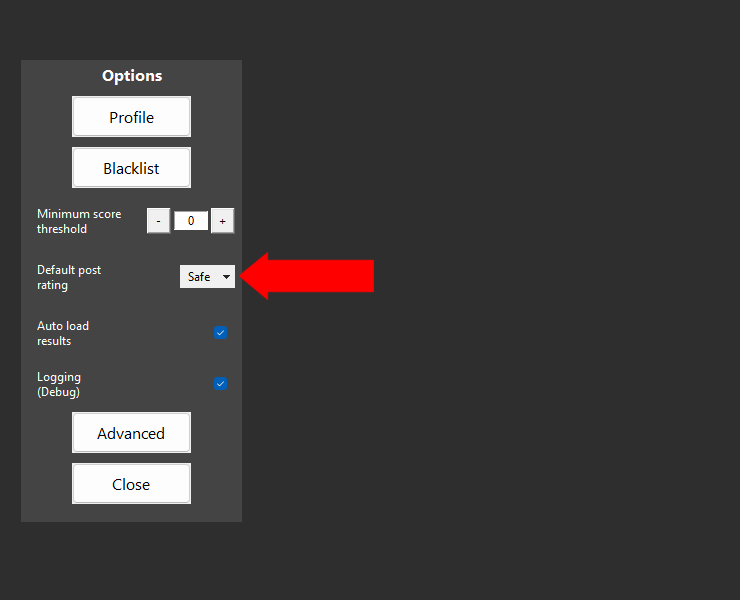 Options
Profile
Blacklist
Minimum score
threshold
- 0 +
Default post
rating
Safe
Auto load
results
Logging
(Debug)
Advanced
Close